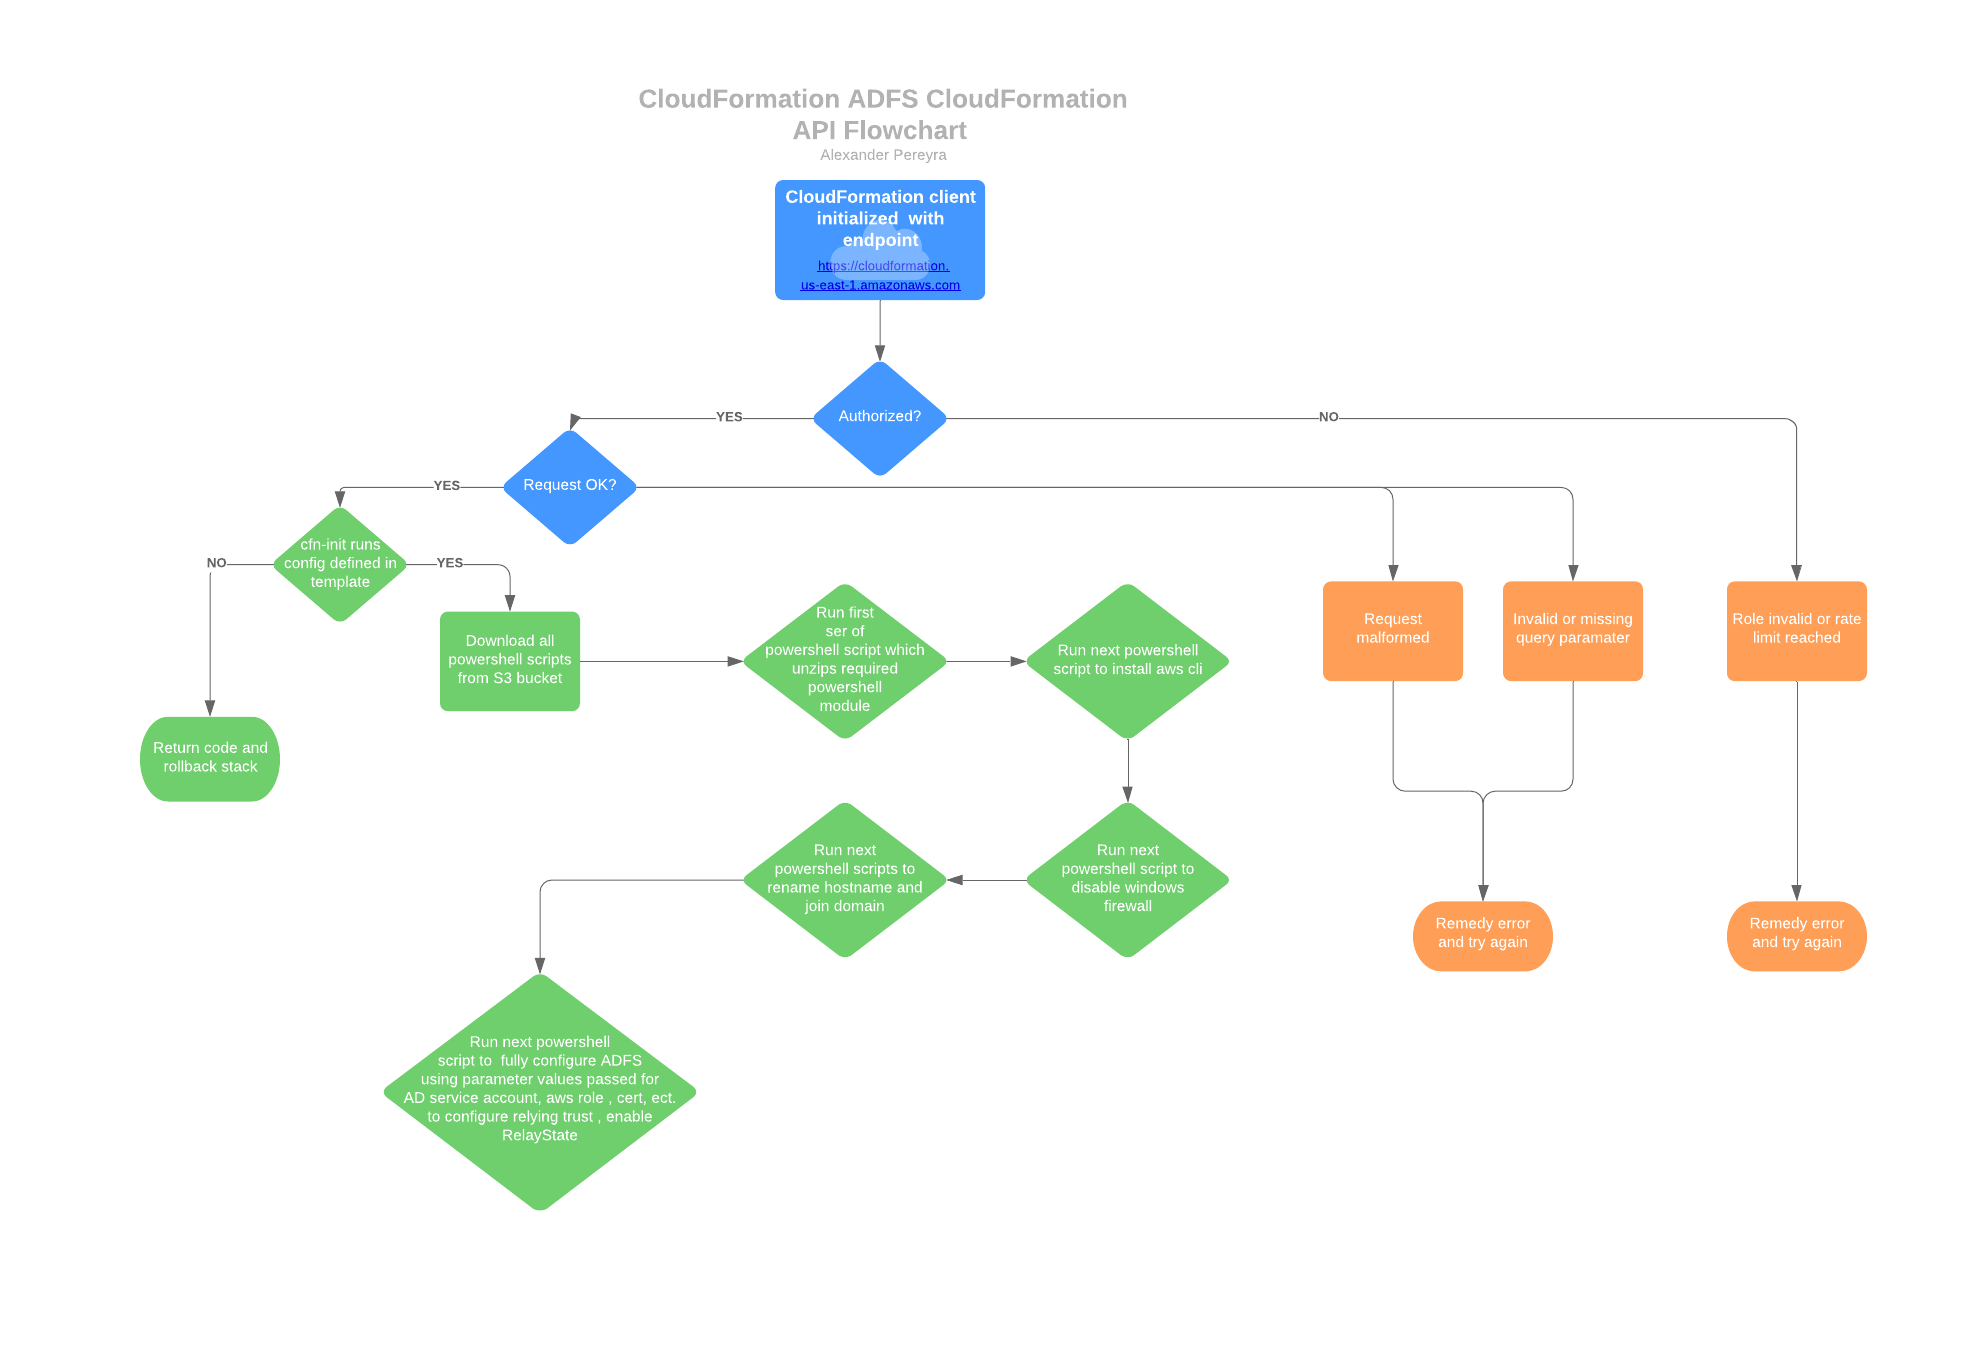 CloudFormation ADFS CloudFormation
API Flowchart
Alexander Pereyra
CloudFormation client
initialized with
endpoint
https://cloudformation.
us-east-1.amazonaws.com
Authorized?
YES
NO
Request OK?
YES
cfn-init runs
config defined in
template
NO
YES
Download all
powershell scripts
from S3 bucket
Run first
ser of
powershell script which
unzips required
powershell
module
Run next powershell
script to install aws cli
Request
malformed
Invalid or missing
query paramater
Role invalid or rate
limit reached
Return code and
rollback stack
Run next
powershell scripts to
rename hostname and
join domain
Run next
powershell script to
disable windows
firewall
Remedy error
and try again
Remedy error
and try again
Run next powershell
script to fully configure ADFS
using parameter values passed for
AD service account, aws role , cert, ect.
to configure relying trust , enable
RelayState